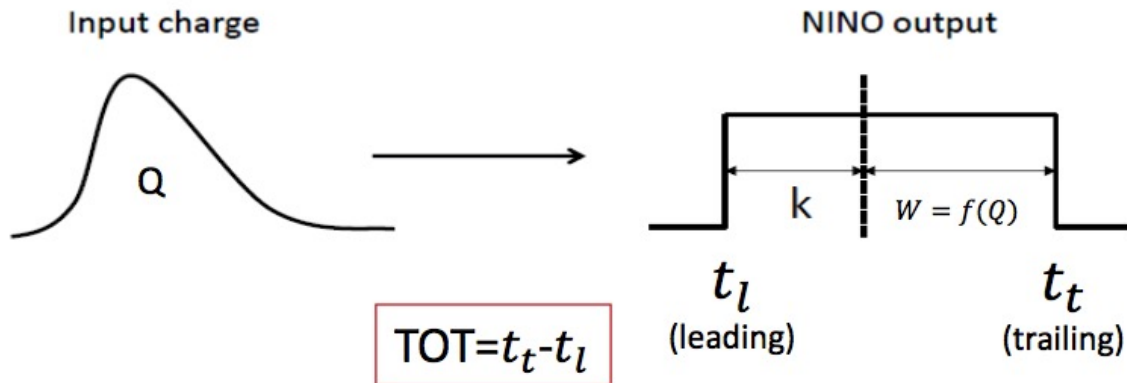 Input charge
NINO output
Q
k
W = f(Q)
t_l
(leading)
t_t
(trailing)
TOT=t_t-t_l